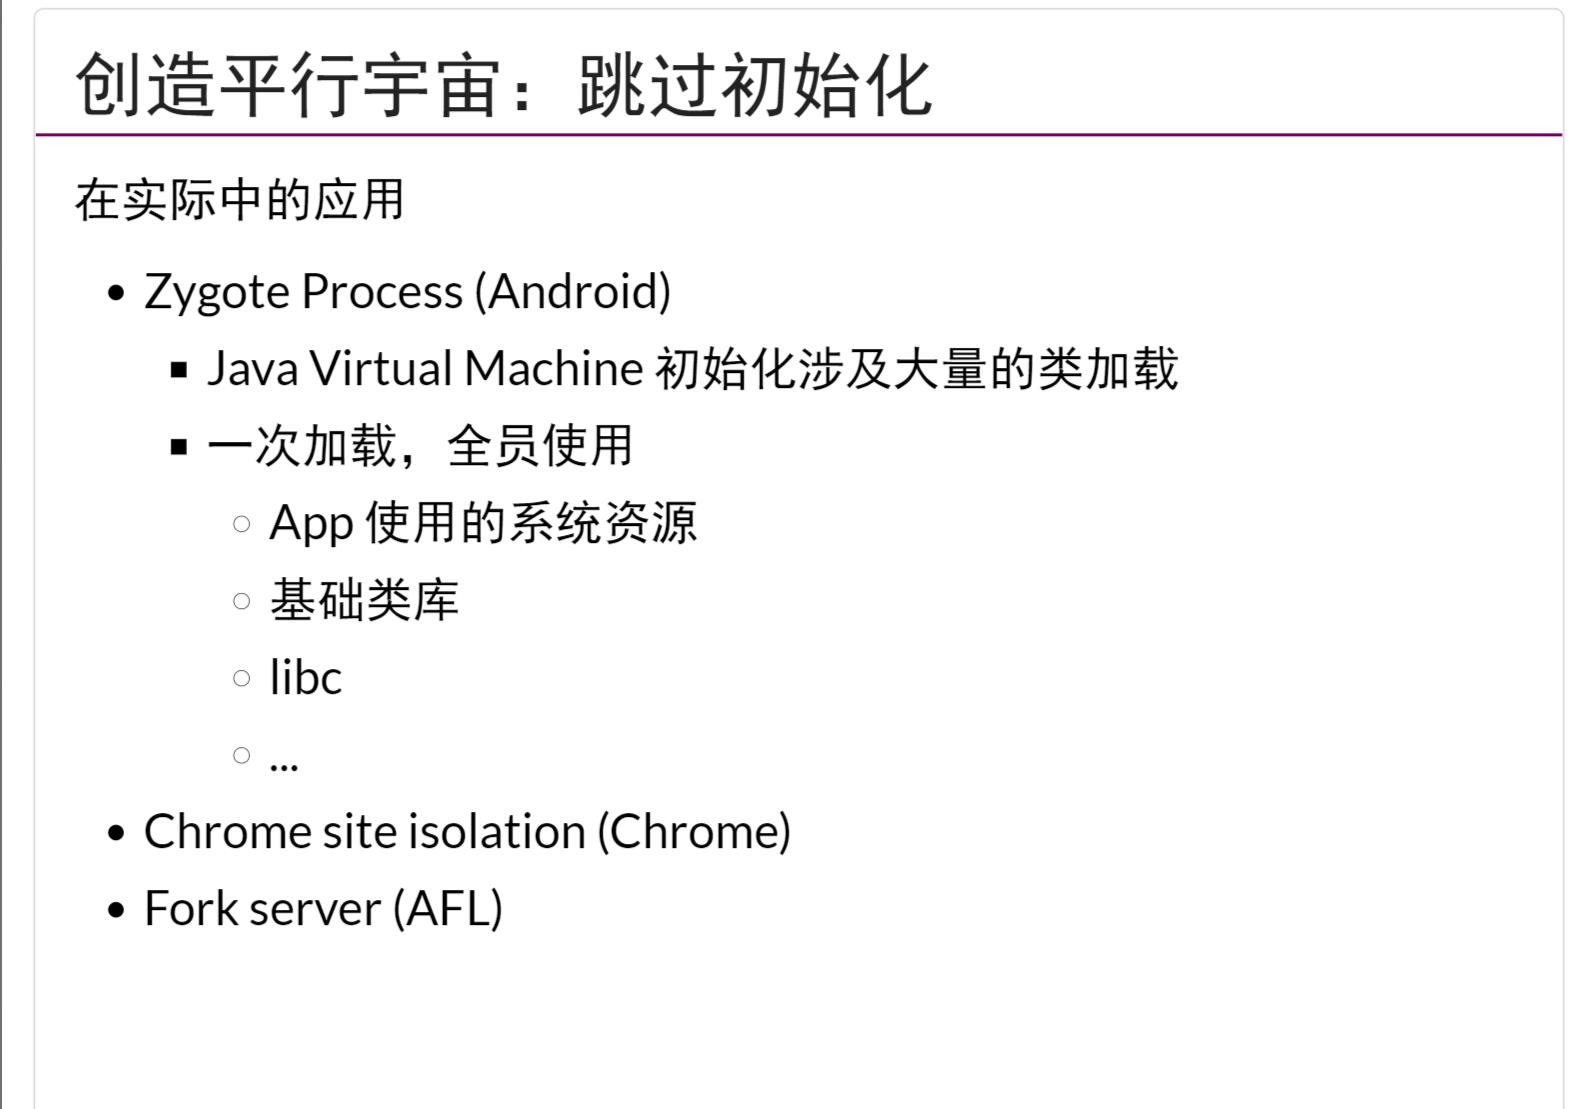 创造平行宇宙：跳过初始化
在实际中的应用
Zygote Process (Android)
Java Virtual Machine 初始化涉及大量的类加载
一次加载，全员使用
App 使用的系统资源
基础类库
libc
...
Chrome site isolation (Chrome)
Fork server (AFL)